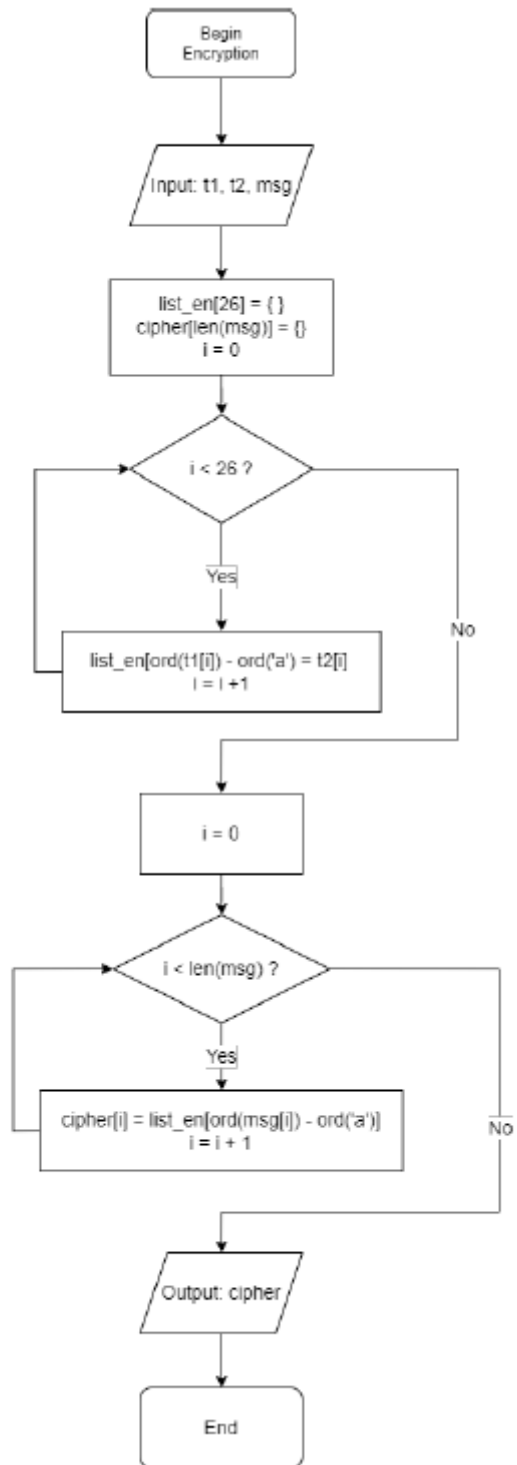 Begin
Encryption
Input: t1, t2, msg
list_en[26] = { }
cipher[len(msg)] = {}
i = 0
i < 26 ?
Yes
No
list_en[ord(t1[i]) - ord('a') = t2[i]
i = i +1
i = 0
i < len(msg) ?
Yes
cipher[i] = list_en[ord(msg[i]) - ord('a')]
i = i + 1
No
Output: cipher
End